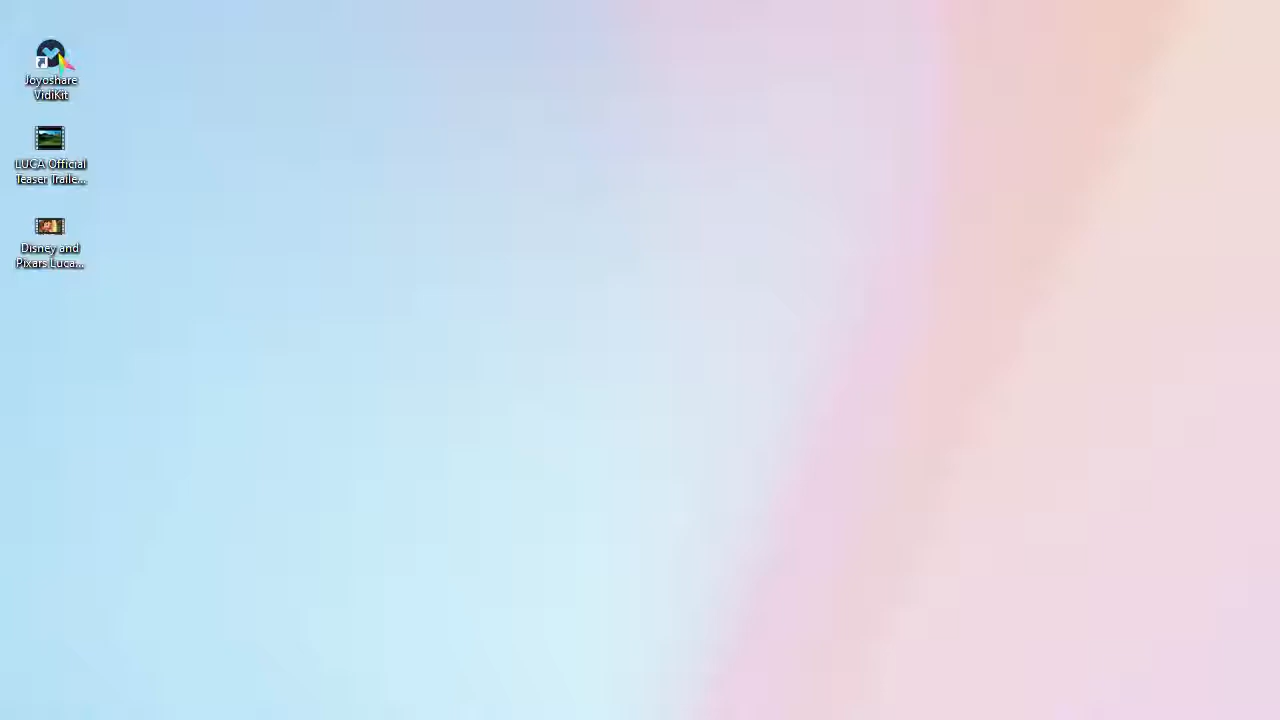 Joyoshare
VidiKit
LUCA Official
Teaser Traile...
Disney and
Pixars Luca...